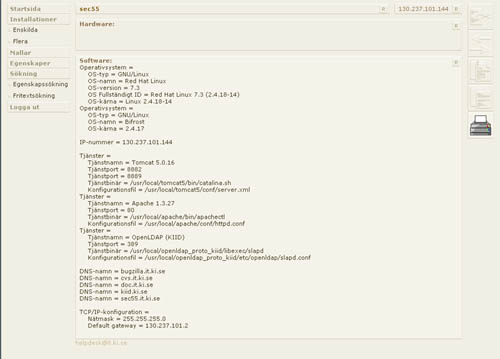 Startsida
Installationer
Enskilda
Flera
Mallar
Egenskaper
Sökning
Egenskapssökning
Fritextsökning
Logga ut
sec55
R
130.237.101.144
R
Hardware:
R
Software:
R
Operativsystem =
OS-typ = GNU/Linux
OS-namn = Red Hat Linux
OS-version = 7.3
OS Fullständigt ID = Red Hat Linux 7.3 (2.4.18-14)
OS-kärna = Linux 2.4.18-14
Operativsystem =
OS-typ = GNU/Linux
OS-namn = Bifrost
OS-kärna = 2.4.17
IP-nummer = 130.237.101.144
Tjänster =
Tjänstnamn = Tomcat 5.0.16
Tjänstport = 8882
Tjänstport = 8889
Tjänstbinär = /usr/local/tomcat5/bin/catalina.sh
Konfigurationsfil = /usr/local/tomcat5/conf/server.xml
Tjänster =
Tjänstnamn = Apache 1.3.27
Tjänstport = 80
Tjänstbinär = /usr/local/apache/bin/apachectl
Konfigurationsfil = /usr/local/apache/conf/httpd.conf
Tjänster =
Tjänstnamn = OpenLDAP (KIID)
Tjänstport = 389
Tjänstbinär = /usr/local/openldap_proto_kiid/libexec/slapd
Konfigurationsfil = /usr/local/openldap_proto_kiid/etc/openldap/slapd.conf
DNS-namn = bugzilla.it.ki.se
DNS-namn = cvs.it.ki.se
DNS-namn = doc.it.ki.se
DNS-namn = kiid.ki.se
DNS-namn = sec55.it.ki.se
TCP/IP-konfiguration =
Nätmask = 255.255.255.0
Default gateway = 130.237.101.2
helpdesk@it.ki.se